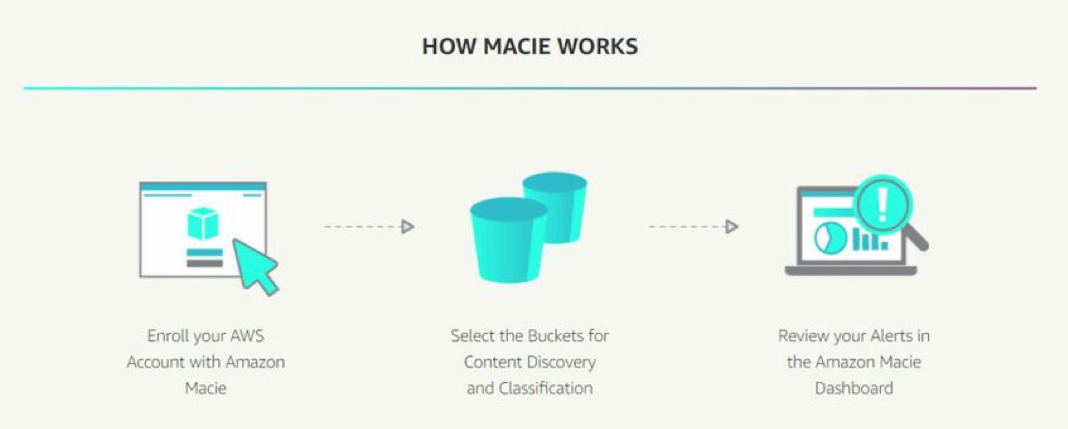 HOW MACIE WORKS
Enroll your AWS
Account with Amazon
Macie
Select the Buckets for
Content Discovery
and Classification
Review your Alerts in
the Amazon Macie
Dashboard